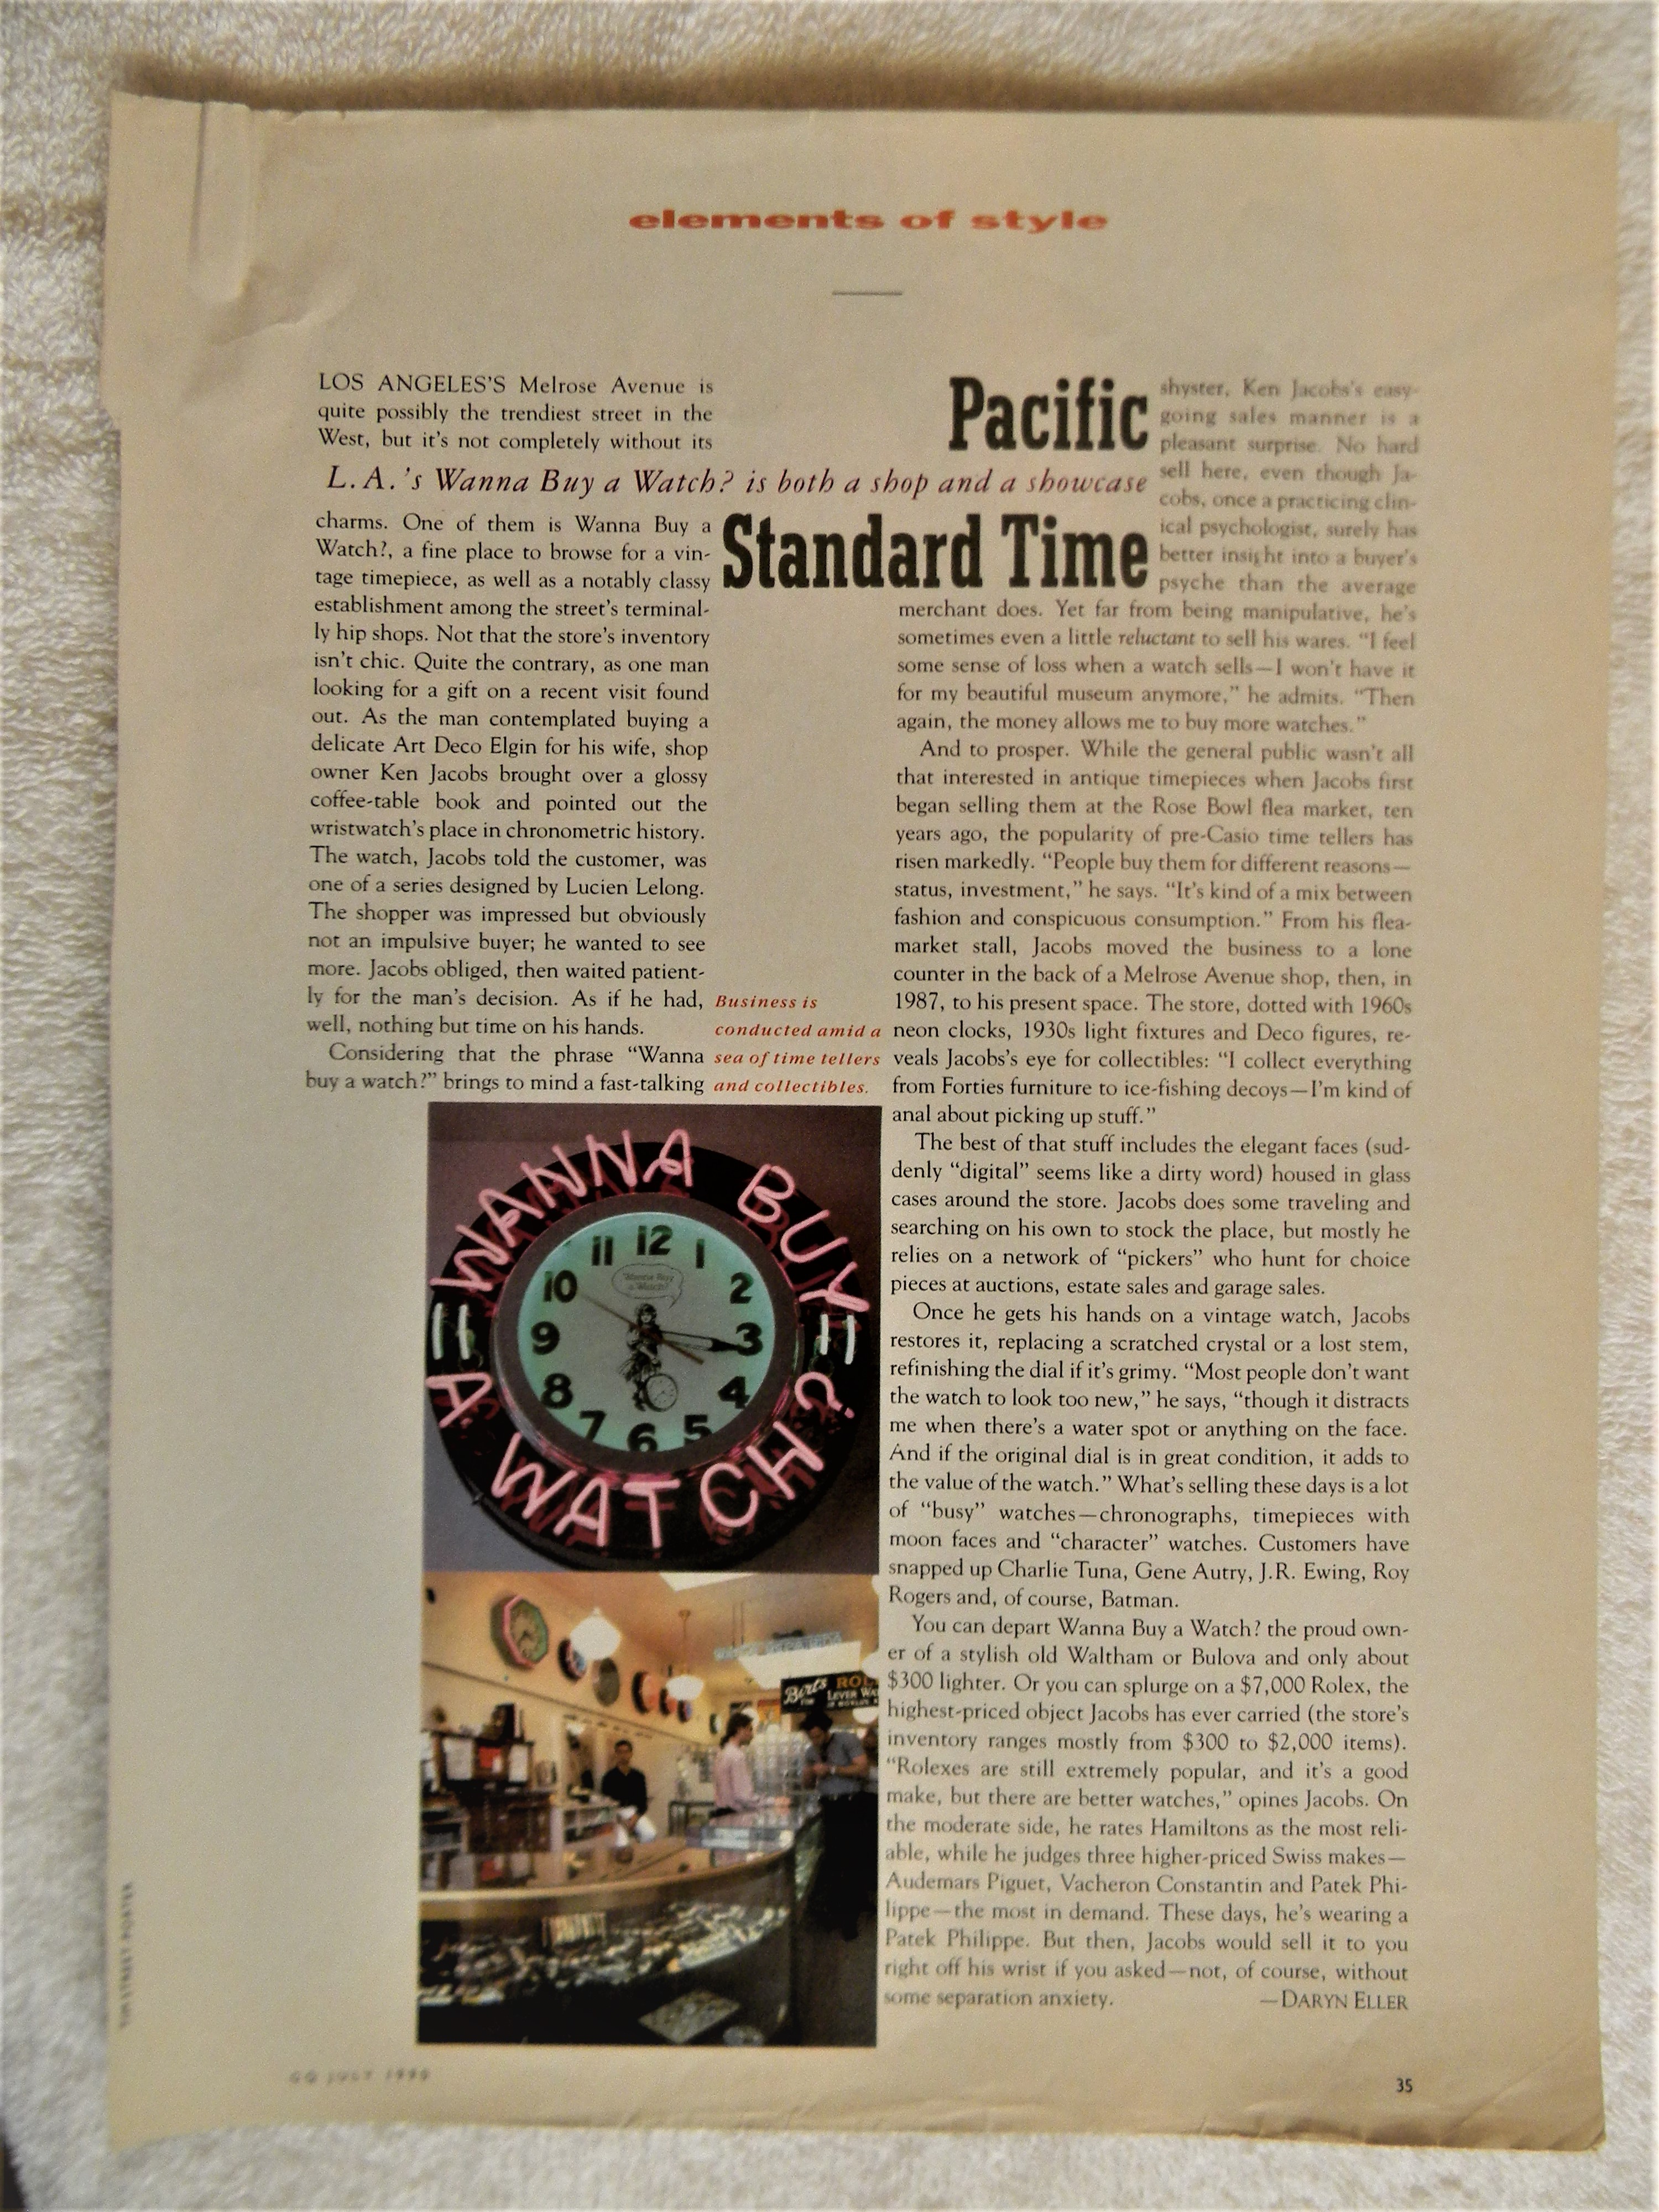 elements of style
Pacific
L.A.'s Wanna Buy a Watch? is both a shop and a showcase
Standard Time
LOS ANGELES'S Melrose Avenue is
quite possibly the trendiest street in the
West, but it's not completely without its
charms. One of them is Wanna Buy a
Watch?, a fine place to browse for a vin-
tage timepiece, as well as a notably classy
establishment among the street's terminal-
ly hip shops. Not that the store's inventory
isn't chic. Quite the contrary, as one man
looking for a gift on a recent visit found
out. As the man contemplated buying a
delicate Art Deco Elgin for his wife, shop
owner Ken Jacobs brought over a glossy
coffee-table book and pointed out the
wristwatch's place in chronometric history.
The watch, Jacobs told the customer, was
one of a series designed by Lucien Lelong.
The shopper was impressed but obviously
not an impulsive buyer; he wanted to see
more. Jacobs obliged, then waited patient-
ly for the man's decision. As if he had,
well, nothing but time on his hands.
Considering that the phrase “Wanna
buy a watch?” brings to mind a fast-talking
shyster, Ken Jacobs's easy-
going sales manner is a
pleasant surprise. No hard
sell here, even though Ja-
cobs, once a practicing clin-
ical psychologist, surely has
better insight into a buyer's
psyche than the average
merchant does. Yet far from being manipulative, he's
sometimes even a little reluctant to sell his wares. “I feel
some sense of loss when a watch sells—I won't have it
for my beautiful museum anymore,” he admits. “Then
again, the money allows me to buy more watches.”
And to prosper. While the general public wasn't all
that interested in antique timepieces when Jacobs first
began selling them at the Rose Bowl flea market, ten
years ago, the popularity of pre-Casio time tellers has
risen markedly. “People buy them for different reasons—
status, investment,” he says. “It's kind of a mix between
fashion and conspicuous consumption.” From his flea-
market stall, Jacobs moved the business to a lone
counter in the back of a Melrose Avenue shop, then, in
1987, to his present space. The store, dotted with 1960s
neon clocks, 1930s light fixtures and Deco figures, re-
veals Jacobs's eye for collectibles: “I collect everything
from Forties furniture to ice-fishing decoys—I'm kind of
anal about picking up stuff.”
The best of that stuff includes the elegant faces (sud-
denly “digital” seems like a dirty word) housed in glass
cases around the store. Jacobs does some traveling and
searching on his own to stock the place, but mostly he
relies on a network of “pickers” who hunt for choice
pieces at auctions, estate sales and garage sales.
Once he gets his hands on a vintage watch, Jacobs
restores it, replacing a scratched crystal or a lost stem,
refinishing the dial if it's grimy. “Most people don't want
the watch to look too new,” he says, “though it distracts
me when there's a water spot or anything on the face.
And if the original dial is in great condition, it adds to
the value of the watch.” What's selling these days is a lot
of “busy” watches—chronographs, timepieces with
moon faces and “character” watches. Customers have
snapped up Charlie Tuna, Gene Autry, J.R. Ewing, Roy
Rogers and, of course, Batman.
You can depart Wanna Buy a Watch? the proud own-
er of a stylish old Waltham or Bulova and only about
$300 lighter. Or you can splurge on a $7,000 Rolex, the
highest-priced object Jacobs has ever carried (the store's
inventory ranges mostly from $300 to $2,000 items).
“Rolexes are still extremely popular, and it's a good
make, but there are better watches,” opines Jacobs. On
the moderate side, he rates Hamiltons as the most reli-
able, while he judges three higher-priced Swiss makes—
Audemars Piguet, Vacheron Constantin and Patek Phi-
lippe—the most in demand. These days, he's wearing a
Patek Philippe. But then, Jacobs would sell it to you
right off his wrist if you asked—not, of course, without
some separation anxiety.
—DARYN ELLER
Business is
conducted amid a
sea of time tellers
and collectibles.
WANNA BUY
A WATCH?
Wanna Buy
a Watch?
12
1
2
3
4
5
6
7
8
9
10
11
Birts ROL
LEVER WA
GQ JULY 1990
35